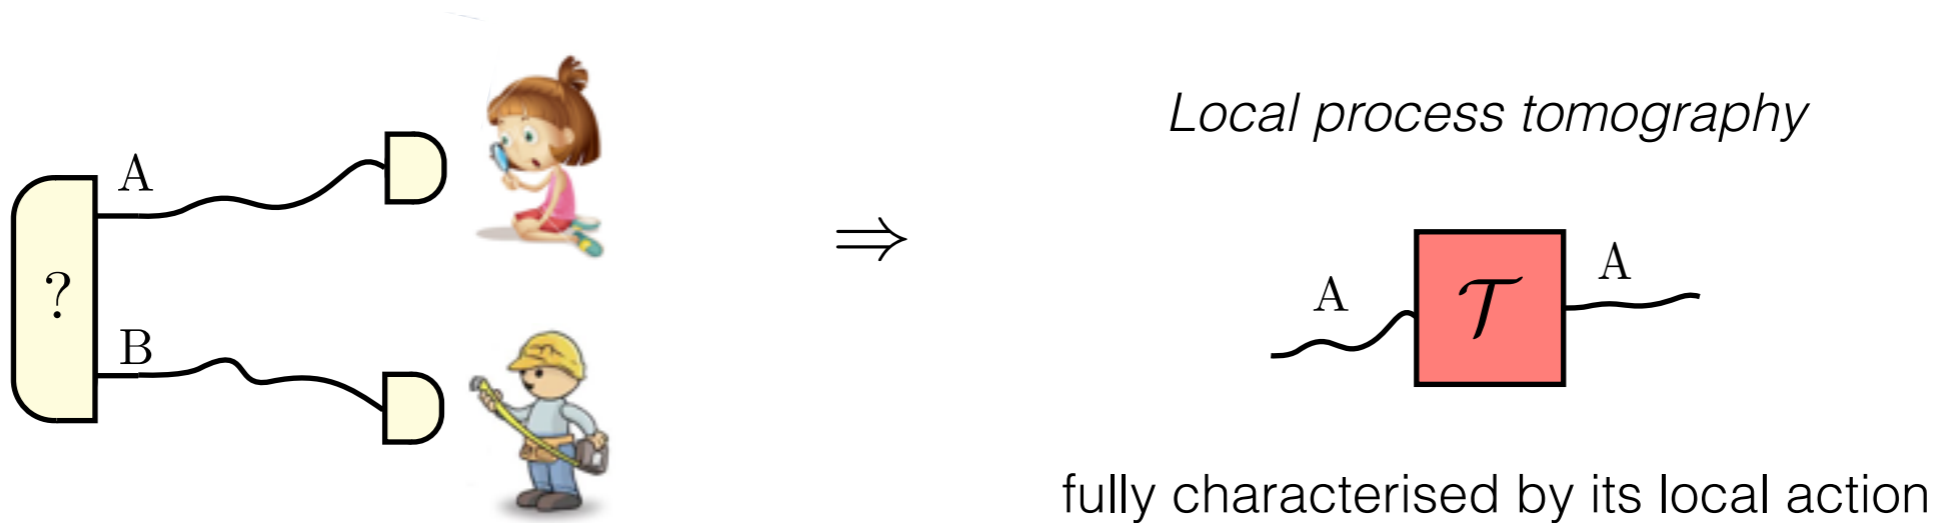 A
?
B
⇒
Local process tomography
A
𝒯
A
fully characterised by its local action